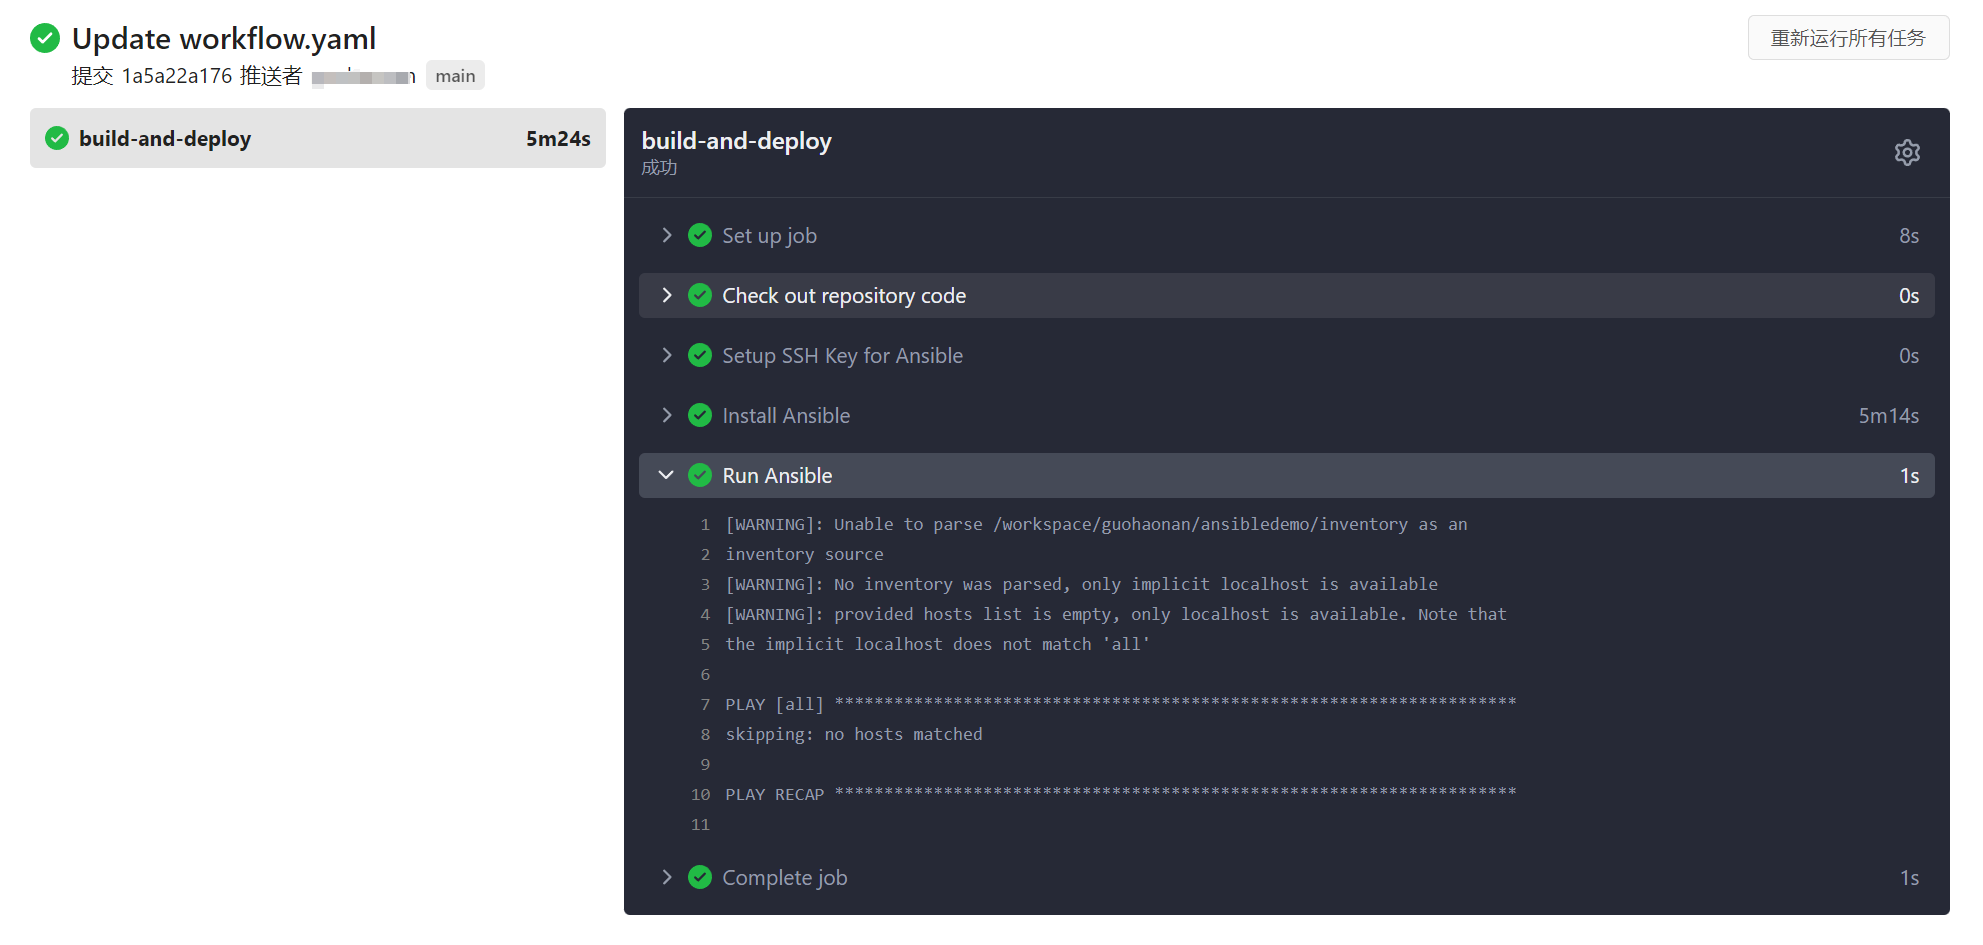 Update workflow.yaml
重新运行所有任务
提交 1a5a22a176 推送者 main
build-and-deploy 5m24s
build-and-deploy
成功
Set up job 8s
Check out repository code 0s
Setup SSH Key for Ansible 0s
Install Ansible 5m14s
Run Ansible 1s
1 [WARNING]: Unable to parse /workspace/guohaonan/ansibledemo/inventory as an
2 inventory source
3 [WARNING]: No inventory was parsed, only implicit localhost is available
4 [WARNING]: provided hosts list is empty, only localhost is available. Note that
5 the implicit localhost does not match 'all'
6
7 PLAY [all] *********************************************************************
8 skipping: no hosts matched
9
10 PLAY RECAP *********************************************************************
11
Complete job 1s